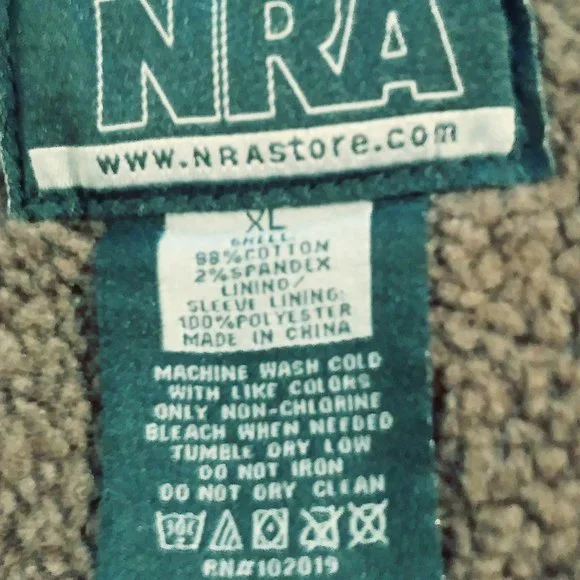 NRA
www.NRAstore.com
XL
SHELL:
98%COTTON
2%SPANDEX
LINING/
SLEEVE LINING:
100%POLYESTER
MADE IN CHINA
MACHINE WASH COLD
WITH LIKE COLORS
ONLY NON-CHLORINE
BLEACH WHEN NEEDED
TUMBLE DRY LOW
DO NOT IRON
DO NOT DRY CLEAN
RN#102019